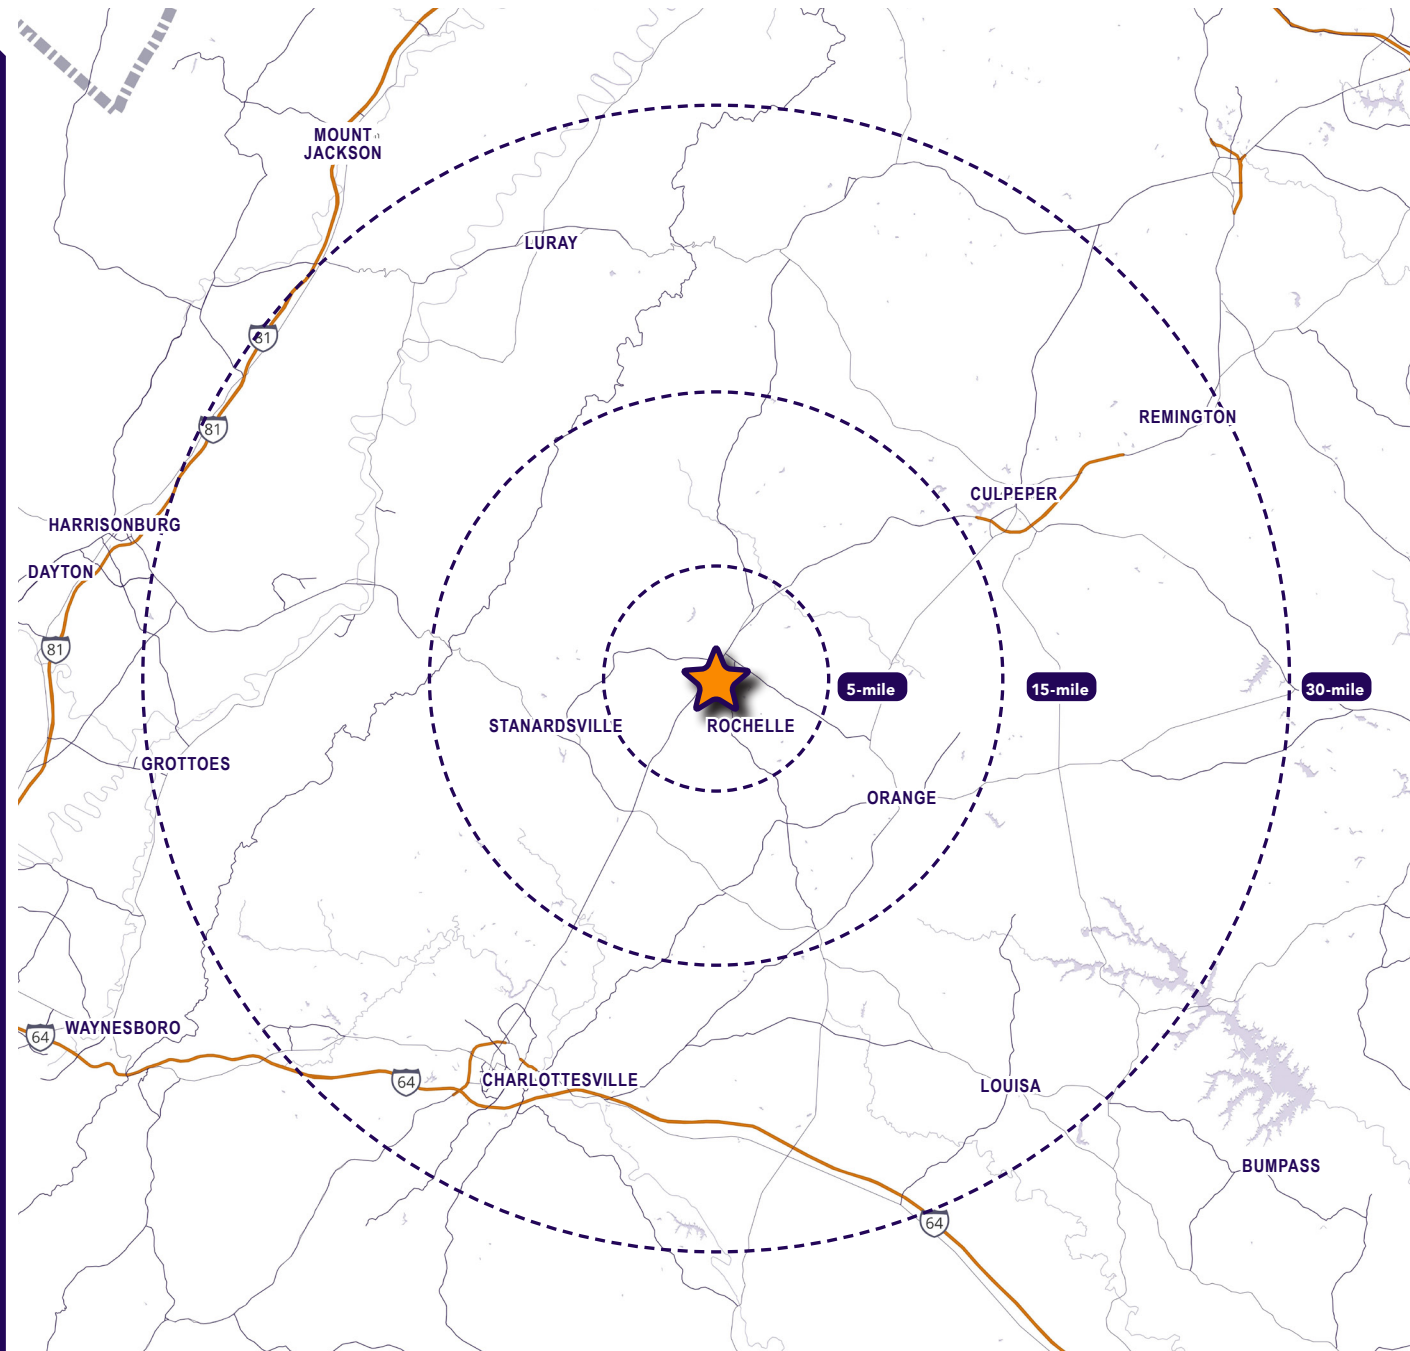 MOUNT
JACKSON
LURAY
81
81
REMINGTON
CULPEPER
HARRISONBURG
DAYTON
81
5-mile
15-mile
30-mile
STANARDSVILLE
ROCHELLE
GROTTOES
ORANGE
WAYNESBORO
64
64
CHARLOTTESVILLE
LOUISA
BUMPASS
64